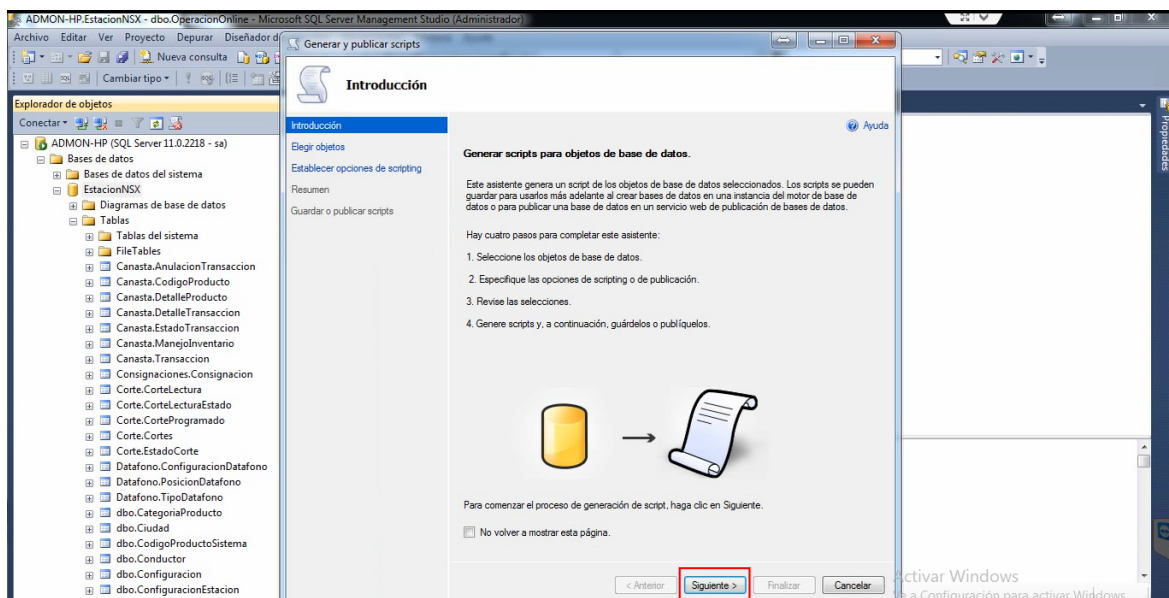 ADMON-HP.EstacionNSX - dbo.OperacionOnline - Microsoft SQL Server Management Studio (Administrador)
Archivo Editar Ver Proyecto Depurar Diseñador d
Nueva consulta
Cambiar tipo
Explorador de objetos
Conectar
ADMON-HP (SQL Server 11.0.2218 - sa)
Bases de datos
Bases de datos del sistema
EstacionNSX
Diagramas de base de datos
Tablas
Tablas del sistema
FileTables
Canasta.AnulacionTransaccion
Canasta.CodigoProducto
Canasta.DetalleProducto
Canasta.DetalleTransaccion
Canasta.EstadoTransaccion
Canasta.ManejoInventario
Canasta.Transaccion
Consignaciones.Consignacion
Corte.CorteLectura
Corte.CorteLecturaEstado
Corte.CorteProgramado
Corte.Cortes
Corte.EstadoCorte
Datafono.ConfiguracionDatafono
Datafono.PosicionDatafono
Datafono.TipoDatafono
dbo.CategoriaProducto
dbo.Ciudad
dbo.CodigoProductoSistema
dbo.Conductor
dbo.Configuracion
dbo.ConfiguracionEstacion
Generar y publicar scripts
Introducción
Introducción
Elegir objetos
Establecer opciones de scripting
Resumen
Guardar o publicar scripts
Ayuda
Generar scripts para objetos de base de datos.
Este asistente genera un script de los objetos de base de datos seleccionados. Los scripts se pueden
guardar para usarlos más adelante al crear bases de datos en una instancia del motor de base de
datos o para publicar una base de datos en un servicio web de publicación de bases de datos.
Hay cuatro pasos para completar este asistente:
1. Seleccione los objetos de base de datos.
2. Especifique las opciones de scripting o de publicación.
3. Revise las selecciones.
4. Genere scripts y, a continuación, guárdelos o publíquelos.
Para comenzar el proceso de generación de script, haga clic en Siguiente.
No volver a mostrar esta página.
< Anterior
Siguiente >
Finalizar
Cancelar
Propiedades
Activar Windows
Ve a Configuración para activar Windows.